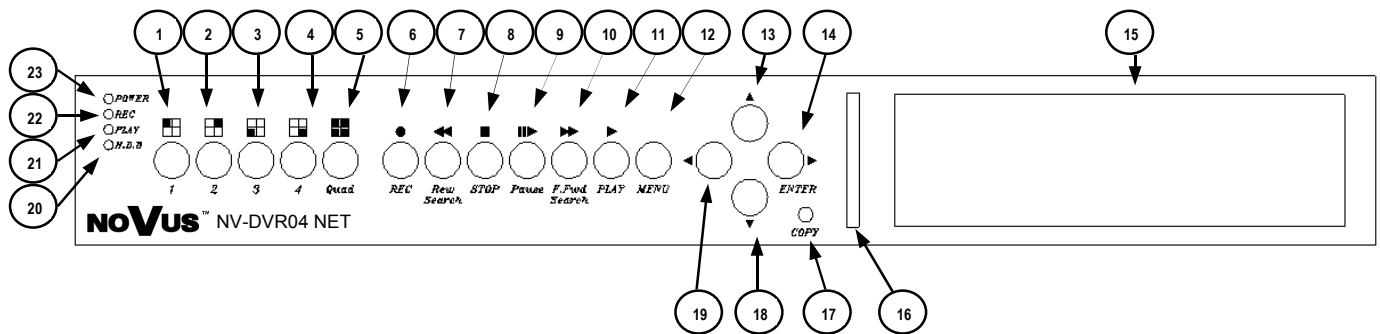 1 2 3 4 5 6 7 8 9 10 11 12 13 14 15
23
22
21
20
POWER
REC
PLAY
H.D.D
1 2 3 4 Quad REC Rew Search STOP Pause F.Fwd Search PLAY MENU ENTER
COPY
NOVUS™ NV-DVR04 NET
19 18 17 16